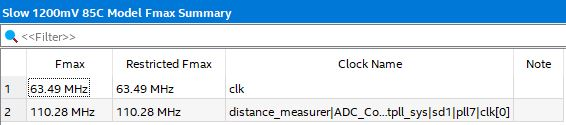 Slow 1200mV 85C Model Fmax Summary
<<Filter>>
Fmax Restricted Fmax Clock Name Note
1 63.49 MHz 63.49 MHz clk
2 110.28 MHz 110.28 MHz distance_measurer|ADC_Co...tpll_sys|sd1|pll7|clk[0]